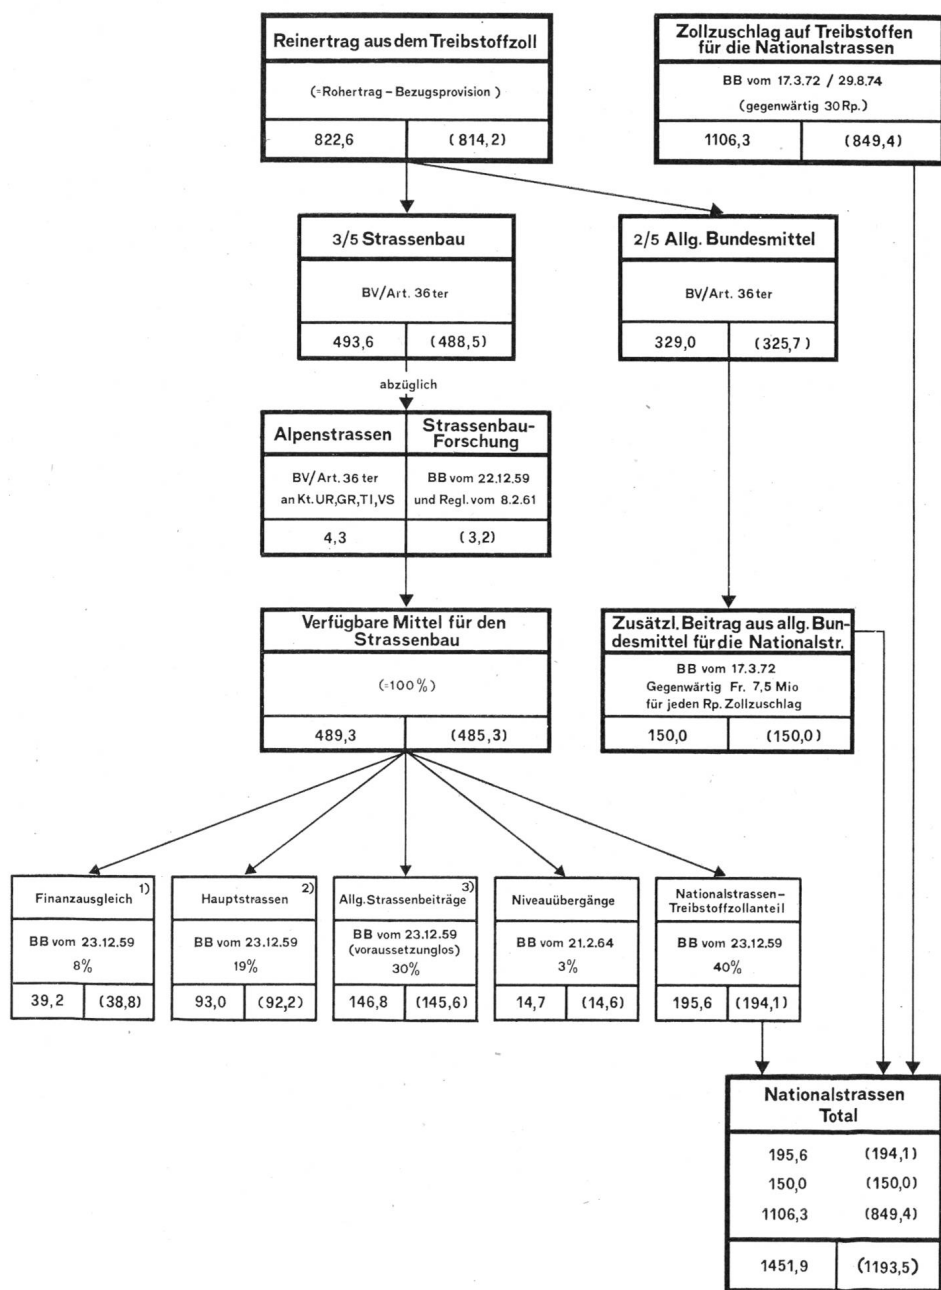 Reinertrag aus dem Treibstoffzoll
(=Rohertrag – Bezugsprovision )
822,6 (814,2)
Zollzuschlag auf Treibstoffen
für die Nationalstrassen
BB vom 17.3.72 / 29.8.74
(gegenwärtig 30 Rp.)
1106,3 (849,4)
3/5 Strassenbau
BV/Art. 36 ter
493,6 (488,5)
2/5 Allg. Bundesmittel
BV/Art. 36 ter
329,0 (325,7)
abzüglich
Alpenstrassen
BV/Art. 36 ter
an Kt. UR,GR,TI,VS
4,3
Strassenbau-
Forschung
BB vom 22.12.59
und Regl. vom 8.2.61
(3,2)
Verfügbare Mittel für den
Strassenbau
(=100%)
489,3 (485,3)
Zusätzl. Beitrag aus allg. Bun-
desmittel für die Nationalstr.
BB vom 17.3.72
Gegenwärtig Fr. 7,5 Mio
für jeden Rp. Zollzuschlag
150,0 (150,0)
Finanzausgleich 1)
BB vom 23.12.59
8%
39,2 (38,8)
Hauptstrassen 2)
BB vom 23.12.59
19%
93,0 (92,2)
Allg. Strassenbeiträge 3)
BB vom 23.12.59
(voraussetzunglos)
30%
146,8 (145,6)
Niveauübergänge
BB vom 21.2.64
3%
14,7 (14,6)
Nationalstrassen–
Treibstoffzollanteil
BB vom 23.12.59
40%
195,6 (194,1)
Nationalstrassen
Total
195,6 (194,1)
150,0 (150,0)
1106,3 (849,4)
1451,9 (1193,5)